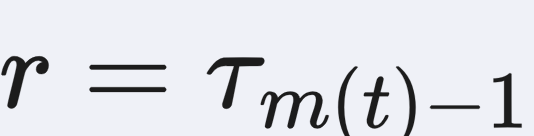 r = τ_{m(t)−1}